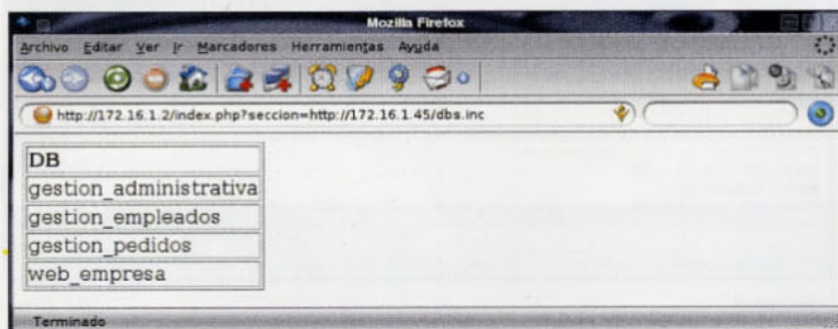 Mozilla Firefox
Archivo Editar Ver Ir Marcadores Herramientas Ayuda
http://172.16.1.2/index.php?seccion=http://172.16.1.45/dbs.inc
DB
gestion_administrativa
gestion_empleados
gestion_pedidos
web_empresa
Terminado